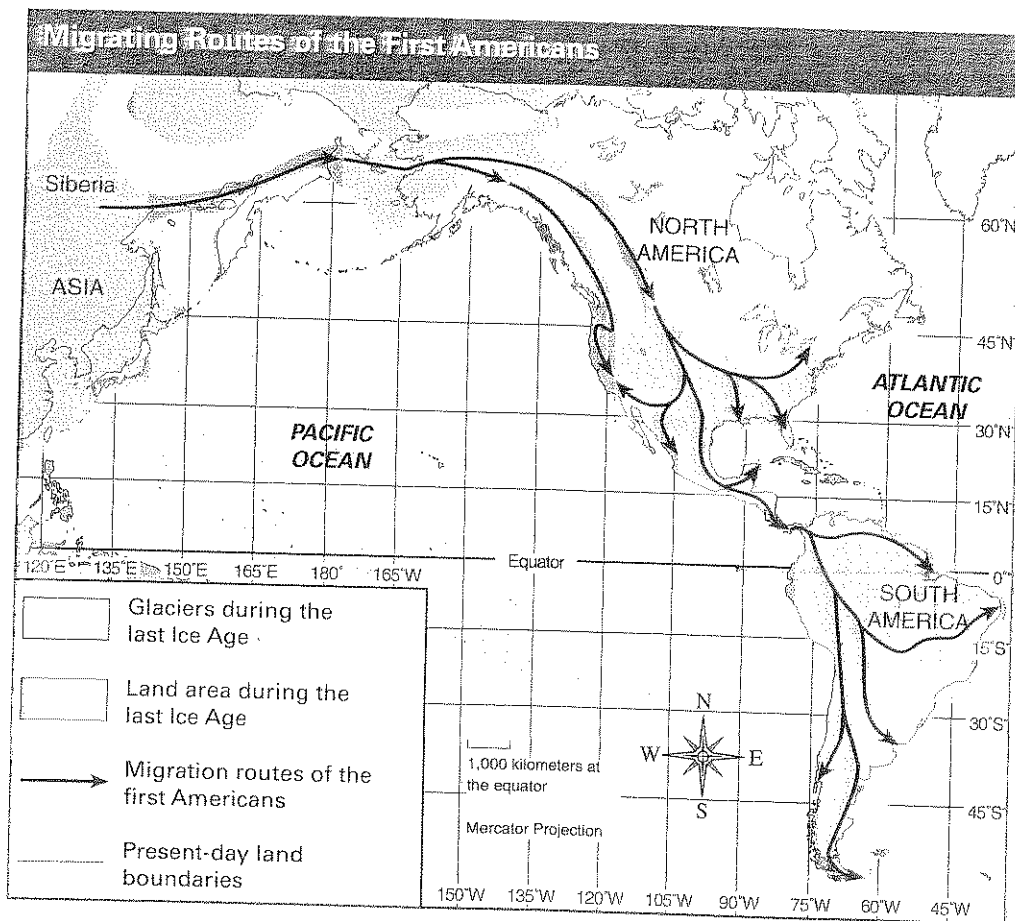 Migrating Routes of the First Americans
Siberia
ASIA
NORTH
AMERICA
60°N
45°N
ATLANTIC
OCEAN
30°N
PACIFIC
OCEAN
15°N
Equator
120°E 135°E 150°E 165°E 180° 165°W
0°
SOUTH
AMERICA
15°S
Glaciers during the
last Ice Age
Land area during the
last Ice Age
Migration routes of the
first Americans
Present-day land
boundaries
N
W E
S
30°S
1,000 kilometers at
the equator
45°S
Mercator Projection
150°W 135°W 120°W 105°W 90°W 75°W 60°W 45°W